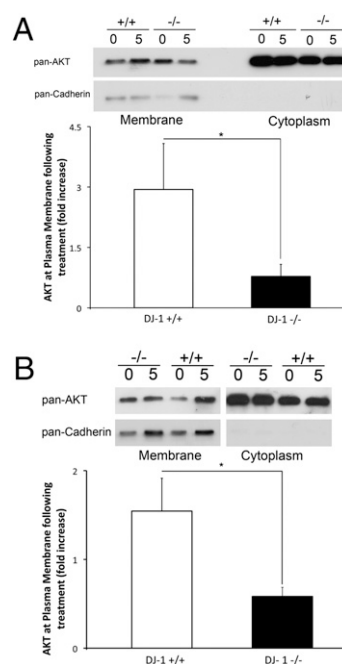 A
+/+ -/- +/+ -/-
0 5 0 5 0 5 0 5
pan-AKT
pan-Cadherin
Membrane Cytoplasm
4.5
*
3
1.5
0
AKT at Plasma Membrane following
treatment (fold increase)
DJ-1 +/+ DJ-1 -/-
B
-/- +/+ -/- +/+
0 5 0 5 0 5 0 5
pan-AKT
pan-Cadherin
Membrane Cytoplasm
2
*
1
0
AKT at Plasma Membrane following
treatment (fold increase)
DJ-1 +/+ DJ- 1 -/-